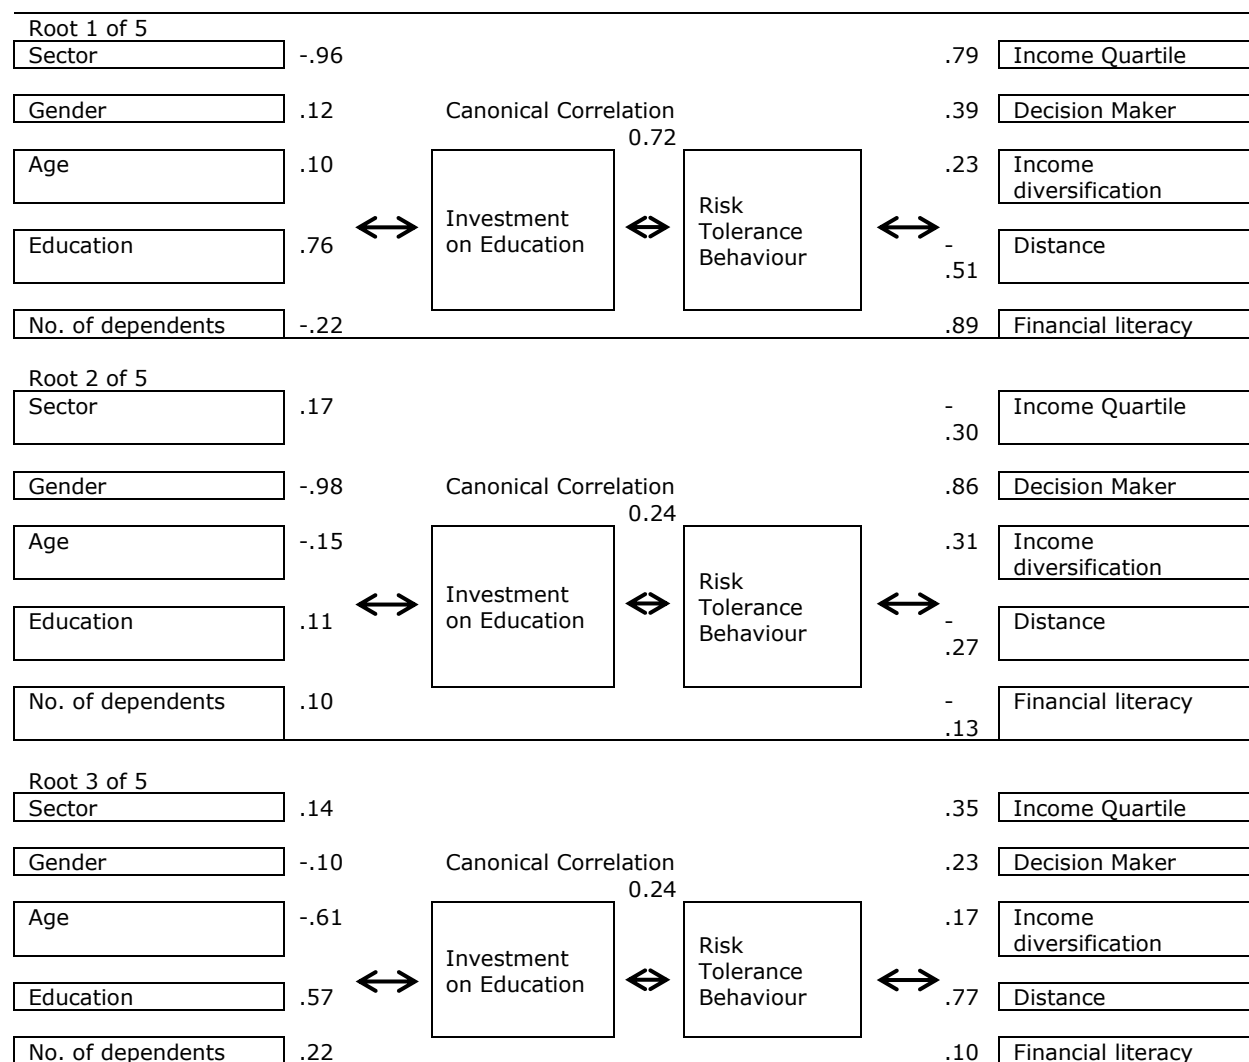 Root 1 of 5
Sector -.96 .79 Income Quartile
Gender .12 Canonical Correlation .39 Decision Maker
0.72
Age .10 .23 Income
diversification
Investment
on Education
Risk
Tolerance
Behaviour
Education .76 - Distance
.51
No. of dependents -.22 .89 Financial literacy
Root 2 of 5
Sector .17 - Income Quartile
.30
Gender -.98 Canonical Correlation .86 Decision Maker
0.24
Age -.15 .31 Income
diversification
Investment
on Education
Risk
Tolerance
Behaviour
Education .11 - Distance
.27
No. of dependents .10 - Financial literacy
.13
Root 3 of 5
Sector .14 .35 Income Quartile
Gender -.10 Canonical Correlation .23 Decision Maker
0.24
Age -.61 .17 Income
diversification
Investment
on Education
Risk
Tolerance
Behaviour
Education .57 .77 Distance
No. of dependents .22 .10 Financial literacy